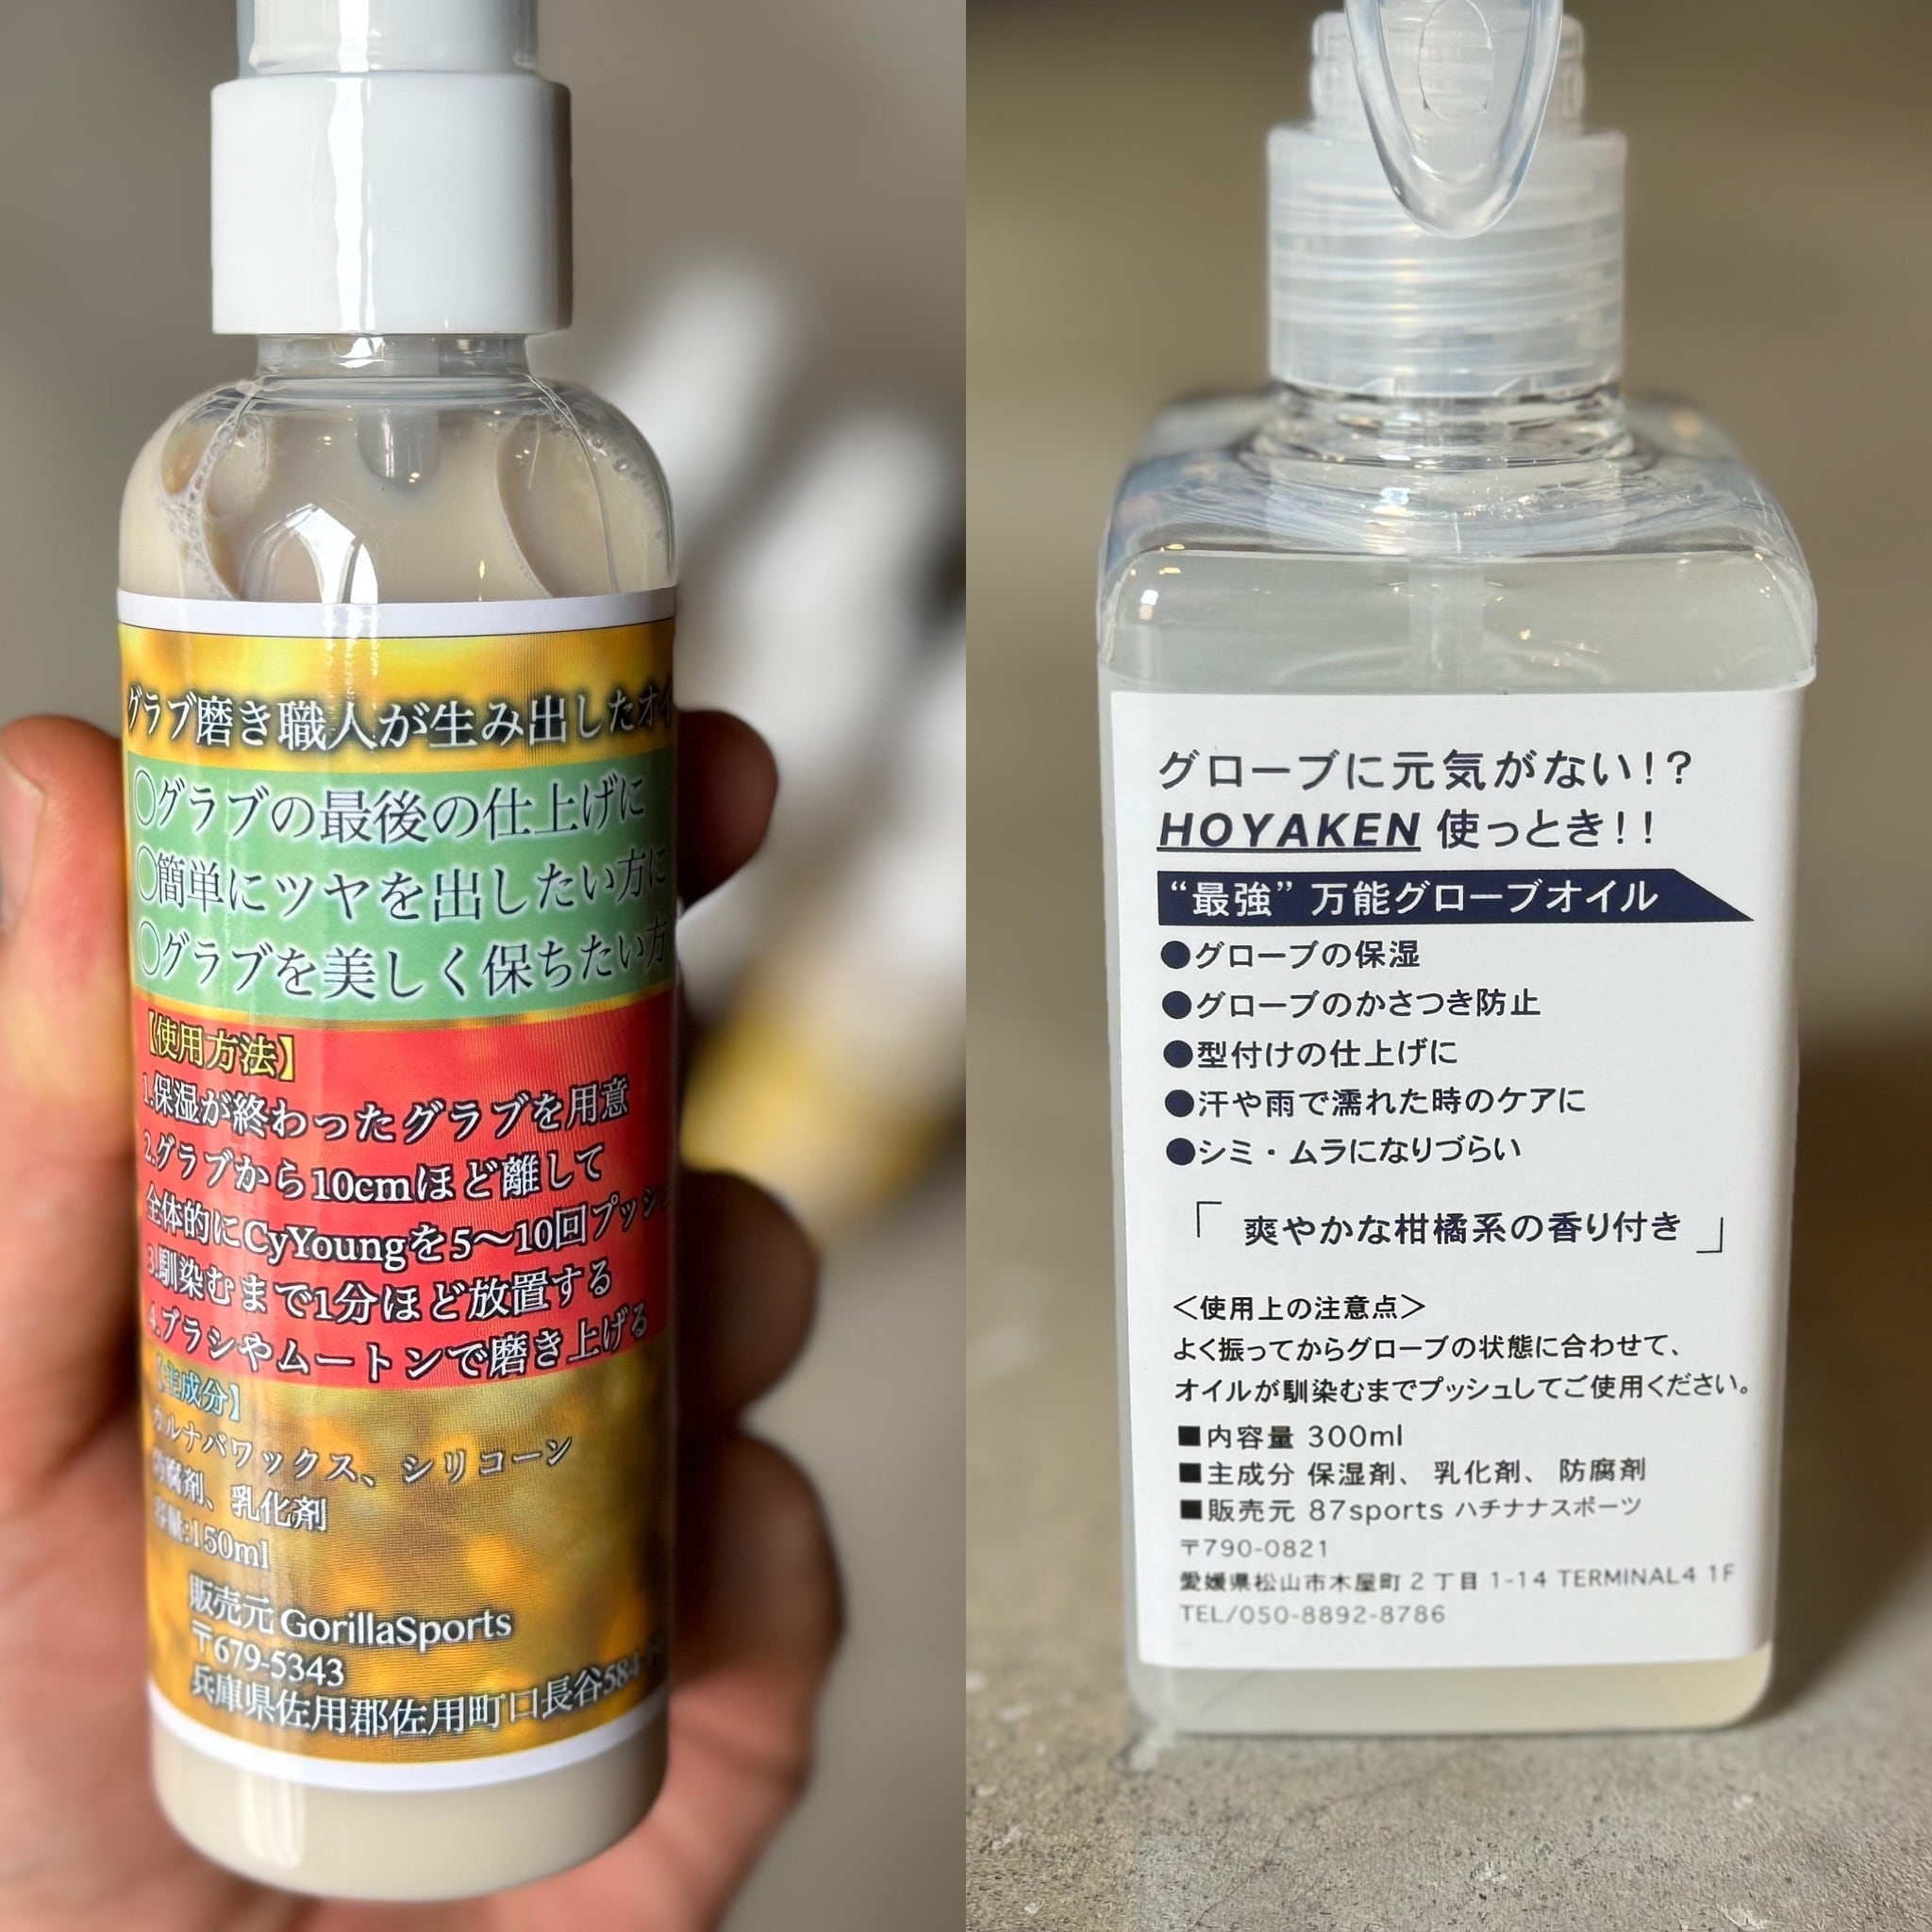 グラブ磨き職人が生み出したオイ
○グラブの最後の仕上げに
○簡単にツヤを出したい方に
○グラブを美しく保ちたい方
【使用方法】
1.保湿が終わったグラブを用意
2.グラブから10cmほど離して
全体的にCyYoungを5〜10回プッシュ
3.馴染むまで1分ほど放置する
4.ブラシやムートンで磨き上げる
【主成分】
カルナバワックス、シリコーン
防腐剤、乳化剤
容量:150ml
販売元 GorillaSports
〒679-5343
兵庫県佐用郡佐用町口長谷584
グローブに元気がない!?
HOYAKEN 使っとき!!
“最強” 万能グローブオイル
●グローブの保湿
●グローブのかさつき防止
●型付けの仕上げに
●汗や雨で濡れた時のケアに
●シミ・ムラになりづらい
「 爽やかな柑橘系の香り付き 」
＜使用上の注意点＞
よく振ってからグローブの状態に合わせて、
オイルが馴染むまでプッシュしてご使用ください。
■内容量 300ml
■主成分 保湿剤、 乳化剤、 防腐剤
■販売元 87sports ハチナナスポーツ
〒790-0821
愛媛県松山市木屋町 2 丁目 1-14 TERMINAL4 1F
TEL/050-8892-8786